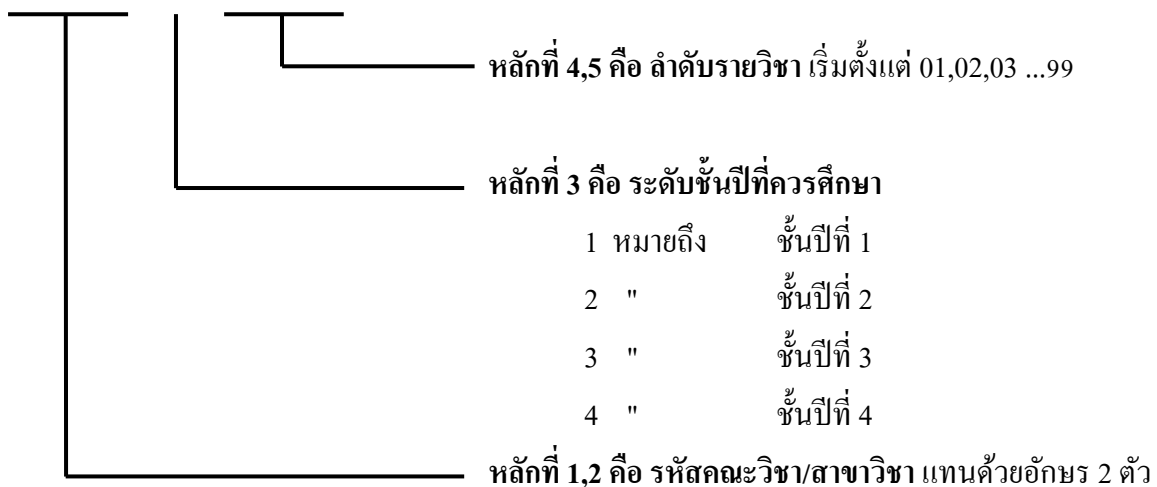 หลักที่ 4,5 คือ ลำดับรายวิชา เริ่มตั้งแต่ 01,02,03 ...99
หลักที่ 3 คือ ระดับชั้นปีที่ควรศึกษา
1 หมายถึง ชั้นปีที่ 1
2 " ชั้นปีที่ 2
3 " ชั้นปีที่ 3
4 " ชั้นปีที่ 4
หลักที่ 1,2 คือ รหัสคณะวิชา/สาขาวิชา แทนด้วยอักษร 2 ตัว